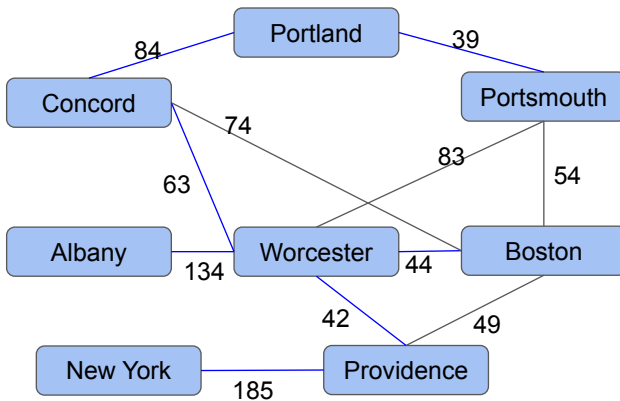 Portland
84
39
Concord
Portsmouth
74
83
63
54
Albany
Worcester
Boston
134
44
42
49
New York
Providence
185